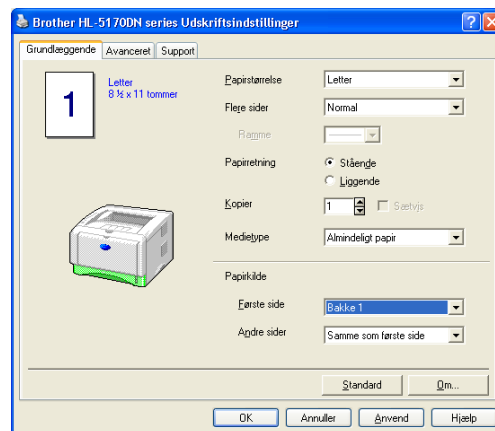 Brother HL-5170DN series Udskriftsindstillinger
Grundlæggende Avanceret Support
1
Letter
8 ½ x 11 tommer
Papirstørrelse Letter
Flere sider Normal
Ramme
Papirretning Stående
Liggende
Kopier 1 Sætvis
Medietype Almindeligt papir
Papirkilde
Første side Bakke 1
Andre sider Samme som første side
Standard Om...
OK Annuller Anvend Hjælp